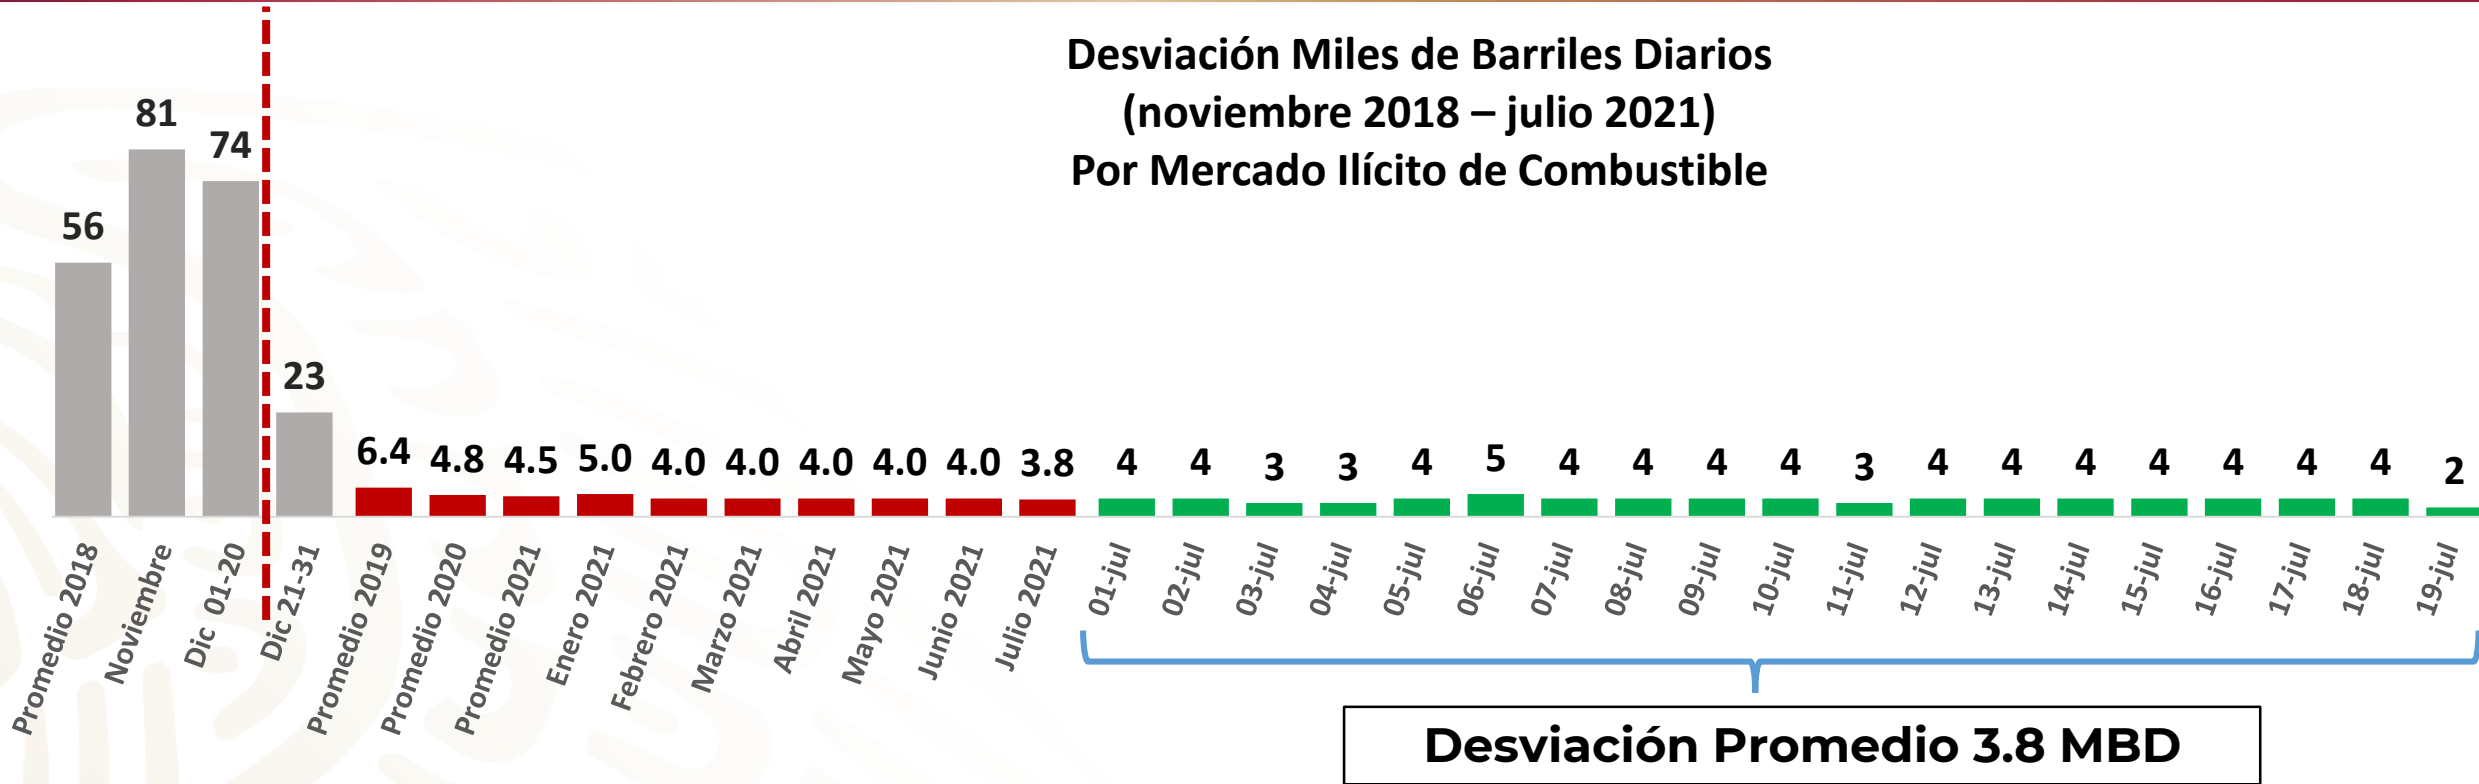 Desviación Miles de Barriles Diarios
(noviembre 2018 – julio 2021)
Por Mercado Ilícito de Combustible
56
81
74
23
6.4
4.8
4.5
5.0
4.0
4.0
4.0
4.0
4.0
3.8
4
4
3
3
4
5
4
4
4
4
3
4
4
4
4
4
4
4
2
Promedio 2018
Noviembre
Dic 01-20
Dic 21-31
Promedio 2019
Promedio 2020
Promedio 2021
Enero 2021
Febrero 2021
Marzo 2021
Abril 2021
Mayo 2021
Junio 2021
Julio 2021
01-jul
02-jul
03-jul
04-jul
05-jul
06-jul
07-jul
08-jul
09-jul
10-jul
11-jul
12-jul
13-jul
14-jul
15-jul
16-jul
17-jul
18-jul
19-jul
Desviación Promedio 3.8 MBD